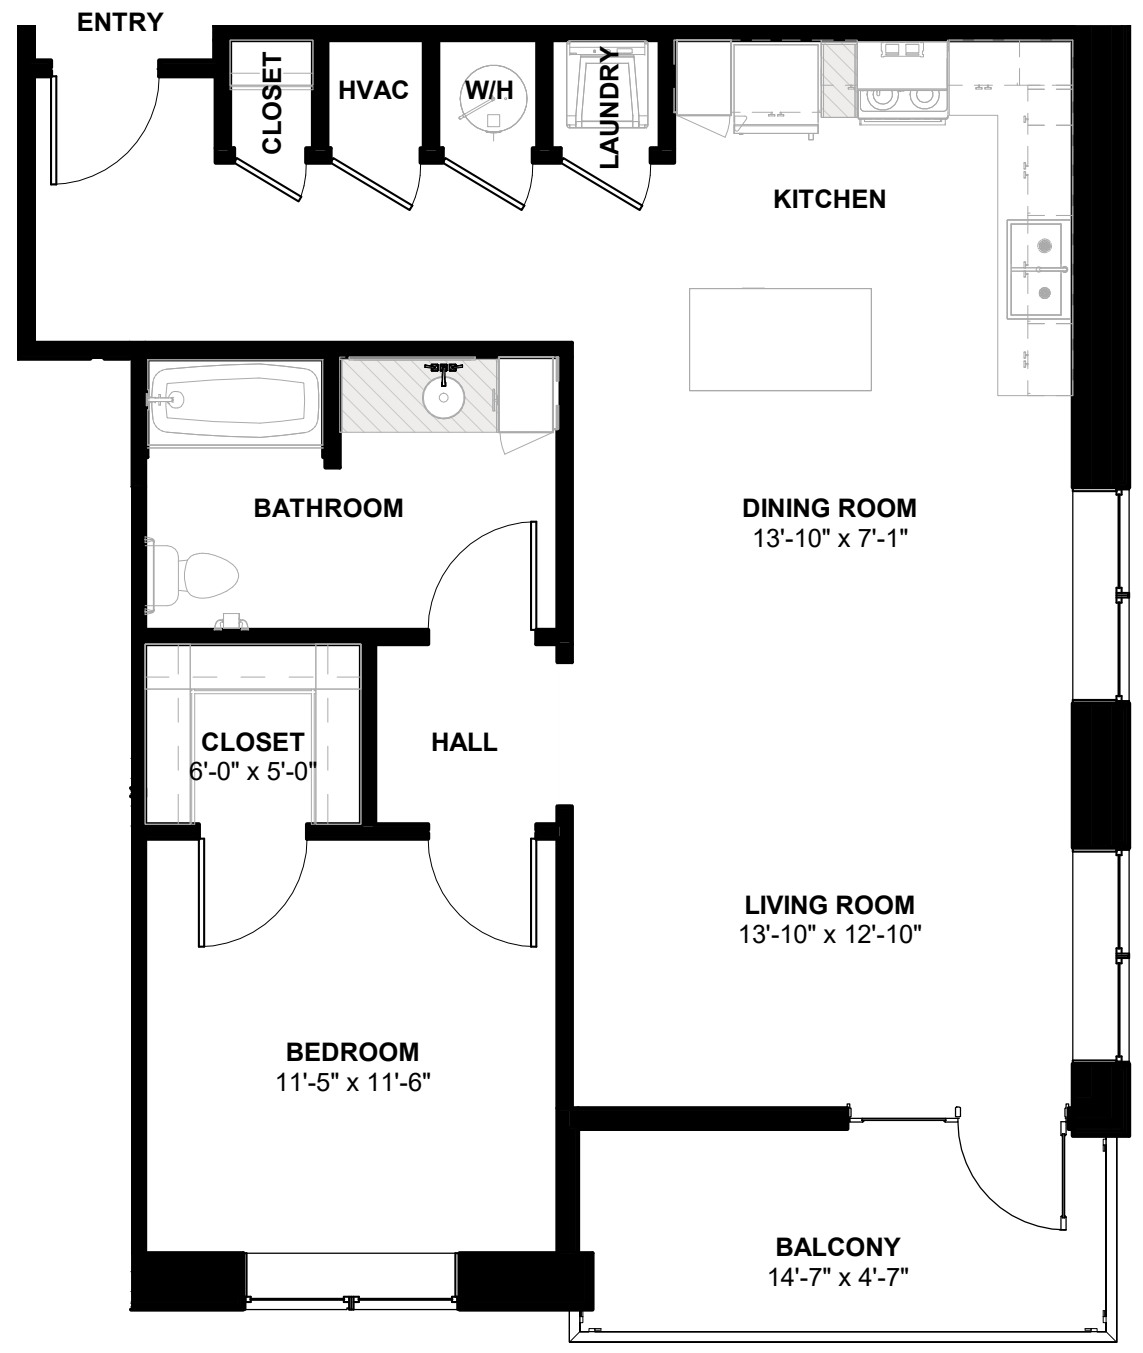 ENTRY
CLOSET
HVAC
W/H
LAUNDRY
KITCHEN
BATHROOM
DINING ROOM
13'-10" x 7'-1"
CLOSET
6'-0" x 5'-0"
HALL
LIVING ROOM
13'-10" x 12'-10"
BEDROOM
11'-5" x 11'-6"
BALCONY
14'-7" x 4'-7"